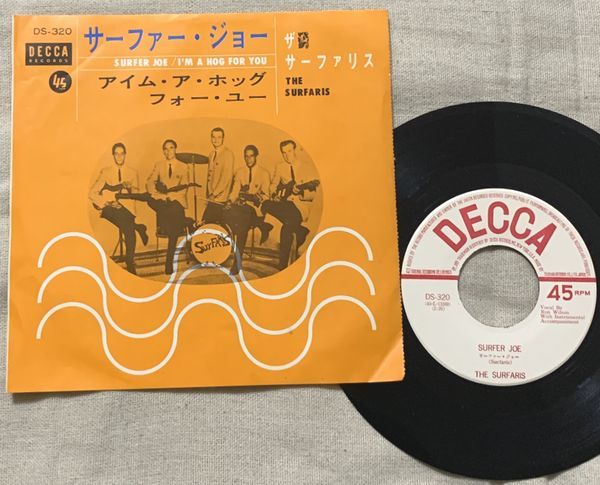 DS-320
DECCA
RECORDS
45
サーファー・ジョー
SURFER JOE / I'M A HOG FOR YOU
アイム・ア・ホッグ
フォー・ユー
ザ
サーファリス
THE
SURFARIS
SURFARIS
DECCA
DS-320
45 RPM
Vocal By
Ron Wilson
With Instrumental
Accompaniment
SURFER JOE
サーファー・ジョー
(Surfaris)
THE SURFARIS